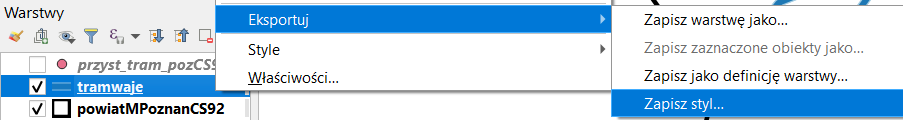 Warstwy
przyst_tram_pozCS9
tramwaje
powiatMPoznanCS92
Eksportuj
Style
Właściwości...
Zapisz warstwę jako...
Zapisz zaznaczone obiekty jako...
Zapisz jako definicję warstwy...
Zapisz styl...